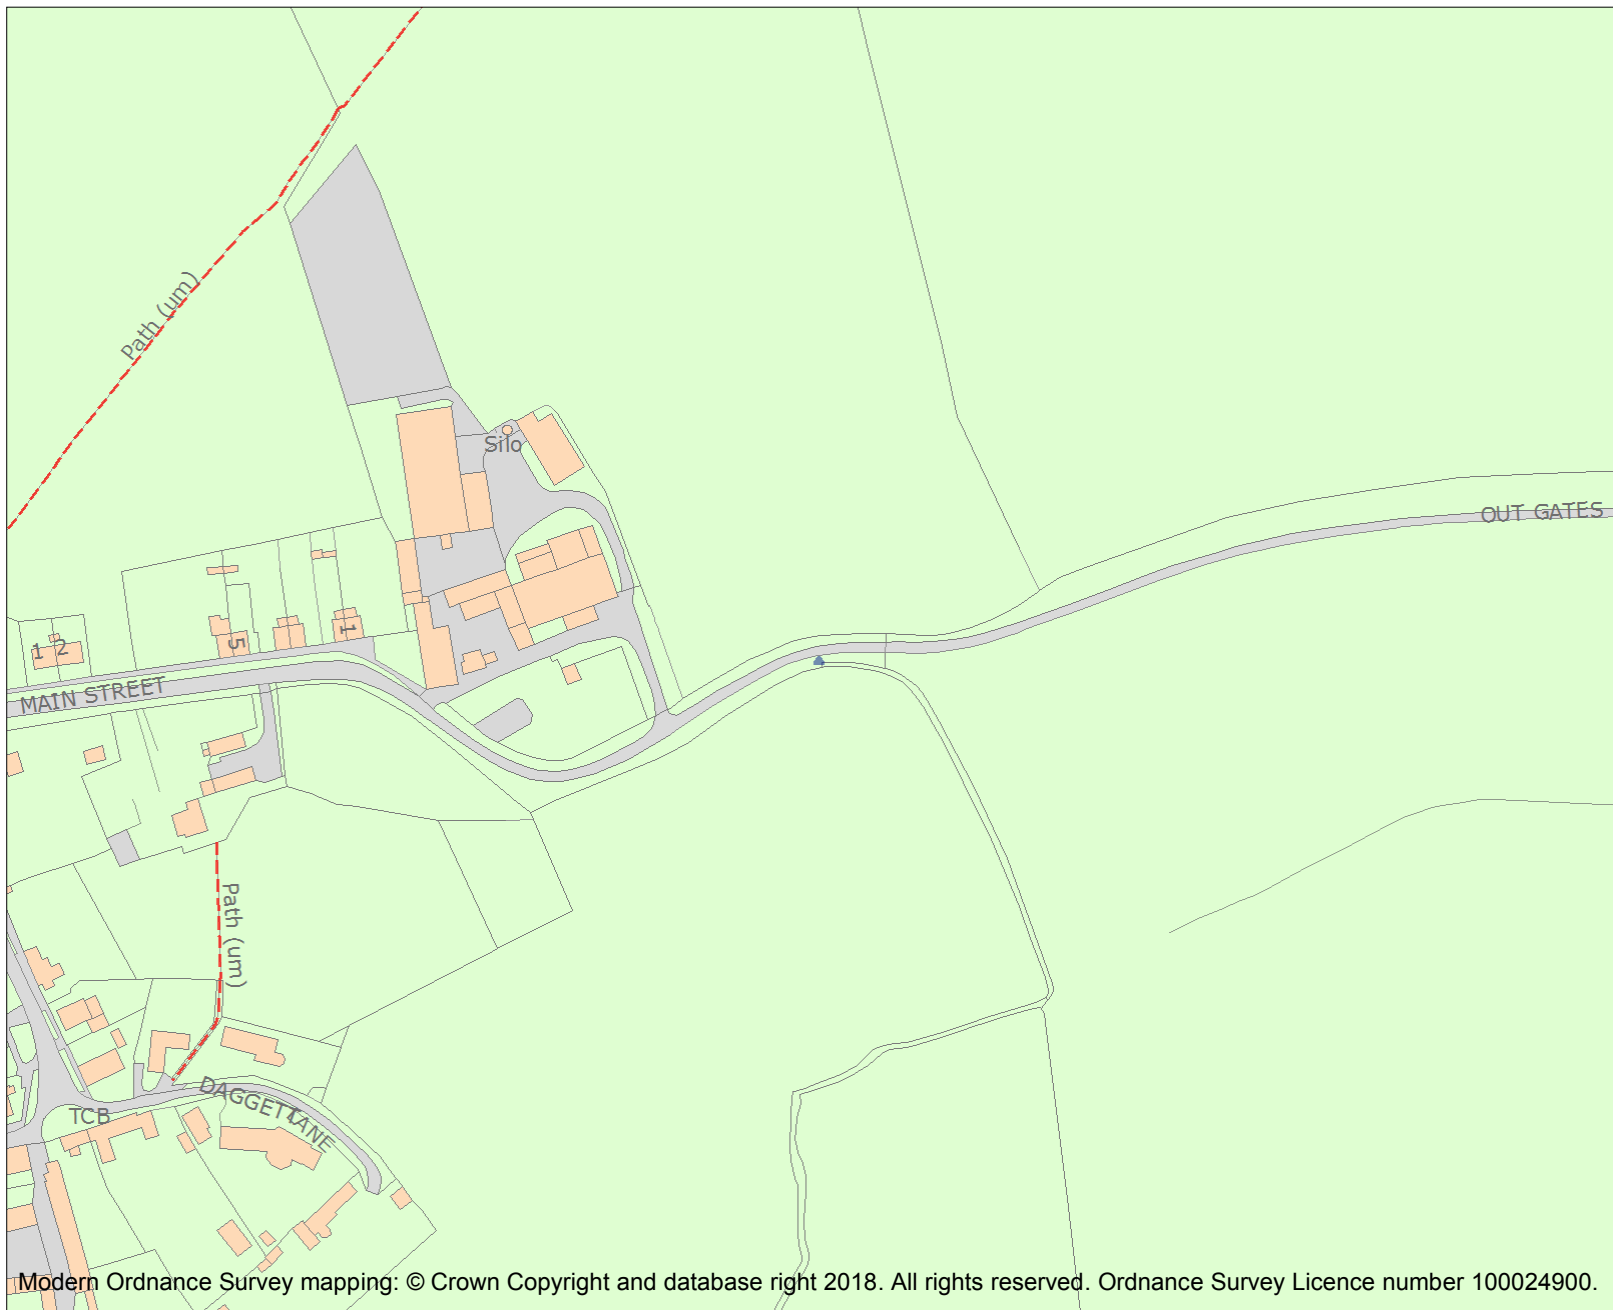 Path (um)
Silo
OUT GATES
1 2
5
1
MAIN STREET
Path (um)
DAGGETT LANE
TCB
Modern Ordnance Survey mapping: © Crown Copyright and database right 2018. All rights reserved. Ordnance Survey Licence number 100024900.